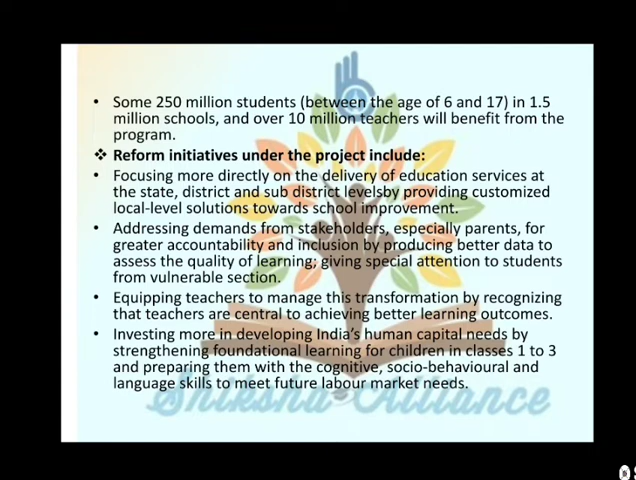 • Some 250 million students (between the age of 6 and 17) in 1.5
million schools, and over 10 million teachers will benefit from the
program.
❖ Reform initiatives under the project include:
• Focusing more directly on the delivery of education services at
the state, district and sub district levelsby providing customized
local-level solutions towards school improvement.
• Addressing demands from stakeholders, especially parents, for
greater accountability and inclusion by producing better data to
assess the quality of learning; giving special attention to students
from vulnerable section.
• Equipping teachers to manage this transformation by recognizing
that teachers are central to achieving better learning outcomes.
• Investing more in developing India's human capital needs by
strengthening foundational learning for children in classes 1 to 3
and preparing them with the cognitive, socio-behavioural and
language skills to meet future labour market needs.
Shiksha Alliance